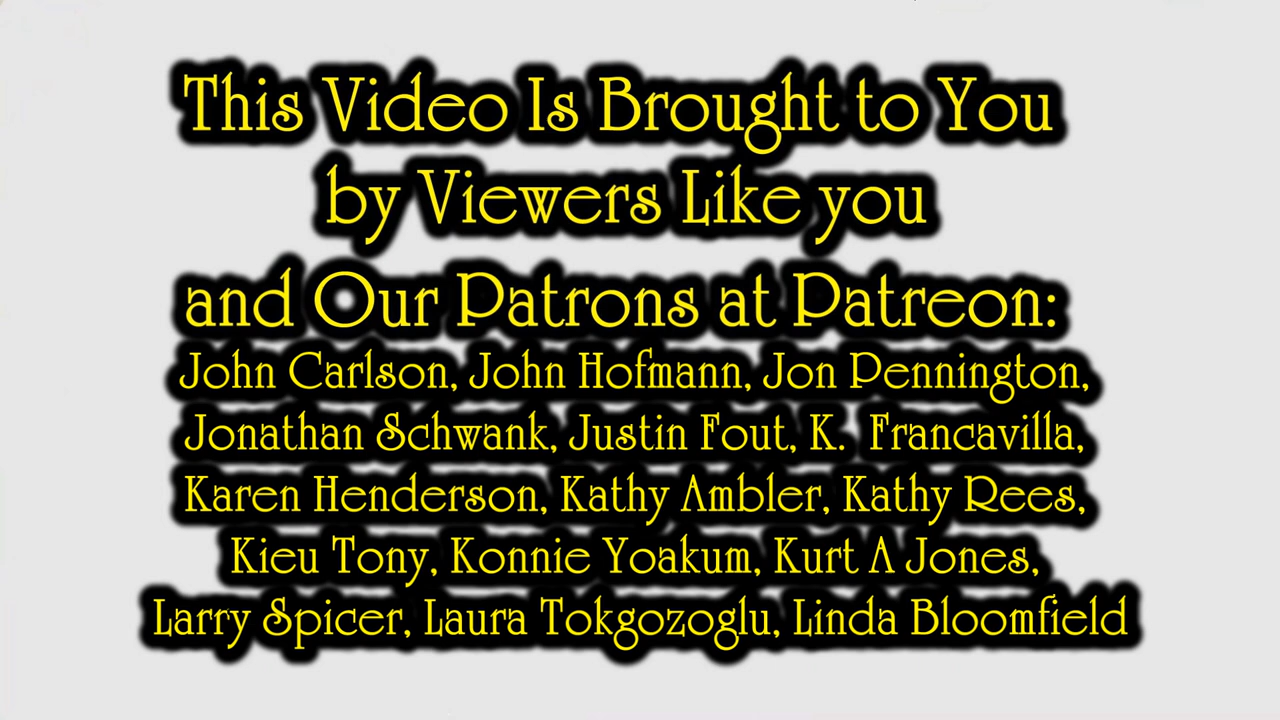 This Video Is Brought to You
by Viewers Like you
and Our Patrons at Patreon:
John Carlson, John Hofmann, Jon Pennington,
Jonathan Schwank, Justin Fout, K.  Francavilla,
Karen Henderson, Kathy Ambler, Kathy Rees,
Kieu Tony, Konnie Yoakum, Kurt A Jones,
Larry Spicer, Laura Tokgozoglu, Linda Bloomfield